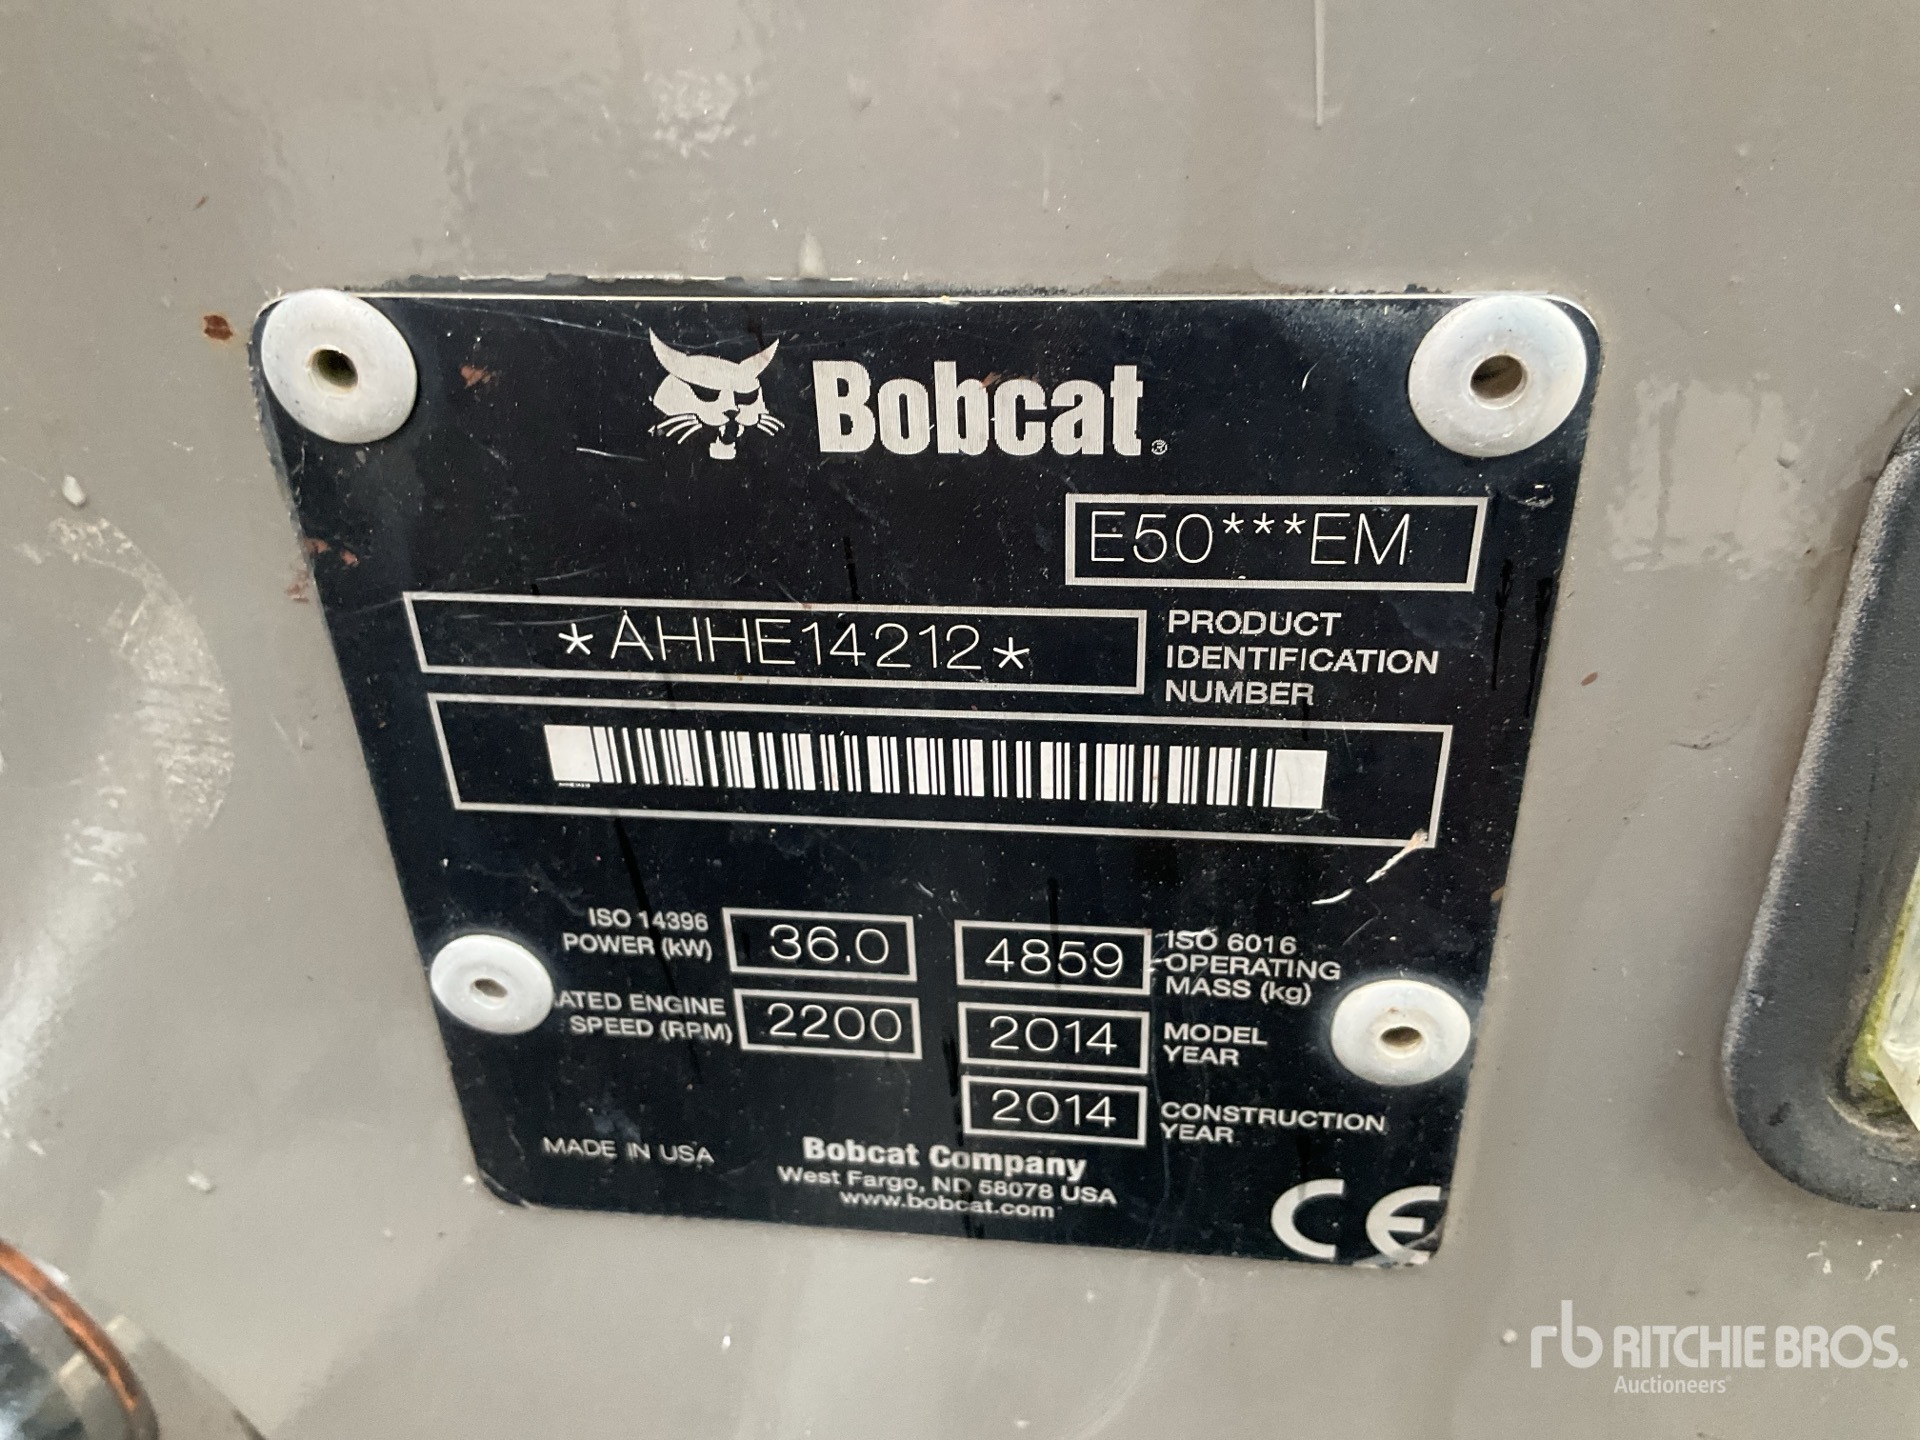 Bobcat®
E50***EM
*AHHE14212*
PRODUCT
IDENTIFICATION
NUMBER
ISO 14396
POWER (kW)
36.0
4859
ISO 6016
OPERATING
MASS (kg)
ATED ENGINE
SPEED (RPM)
2200
2014
MODEL
YEAR
2014
CONSTRUCTION
YEAR
MADE IN USA
Bobcat Company
West Fargo, ND 58078 USA
www.bobcat.com
CE
rb RITCHIE BROS.
Auctioneers